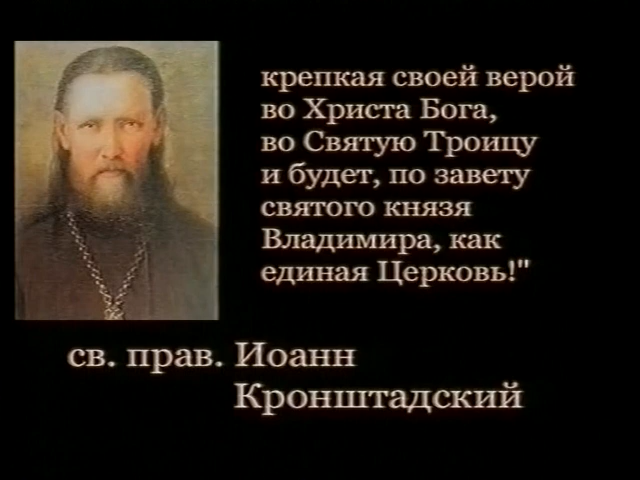 крепкая своей верой
во Христа Бога,
во Святую Троицу
и будет, по завету
святого князя
Владимира, как
единая Церковь!"
св. прав. Иоанн
Кронштадский